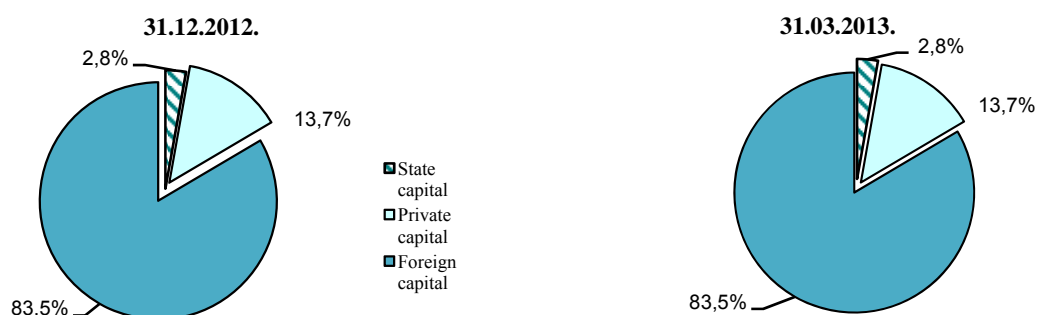 31.12.2012.
2,8%
13,7%
83,5%
State
capital
Private
capital
Foreign
capital
31.03.2013.
2,8%
13,7%
83,5%